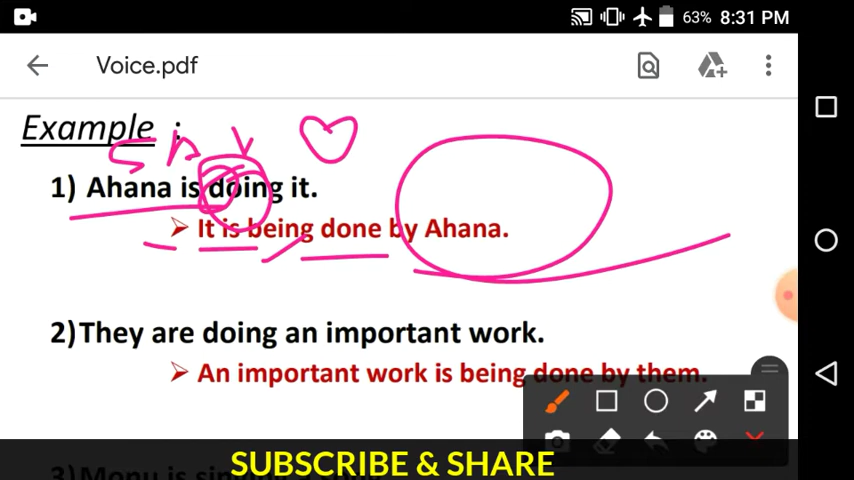 63% 8:31 PM
Voice.pdf
Example :
S h v
1) Ahana is doing it.
➢ It is being done by Ahana.
2) They are doing an important work.
➢ An important work is being done by them.
SUBSCRIBE & SHARE